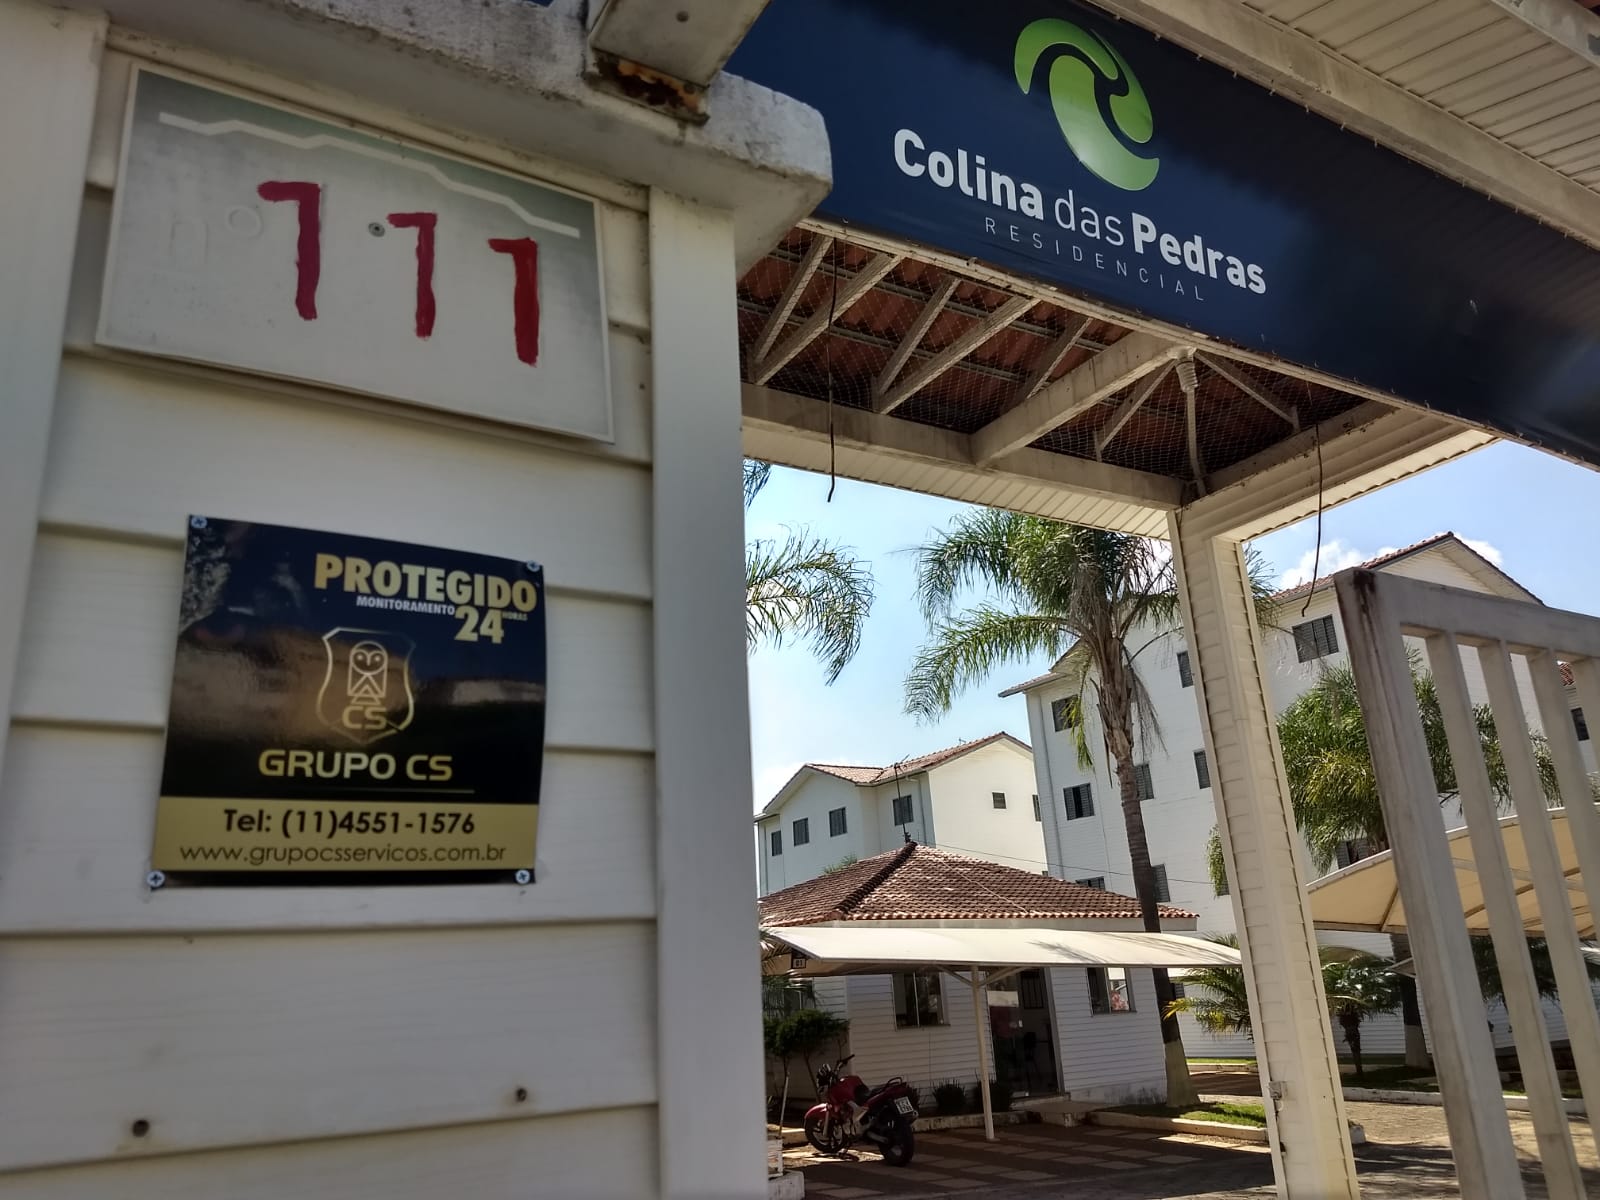 nº 111
Colina das Pedras
RESIDENCIAL
PROTEGIDO
MONITORAMENTO 24 HORAS
CS
GRUPO CS
Tel: (11)4551-1576
www.grupocsservicos.com.br